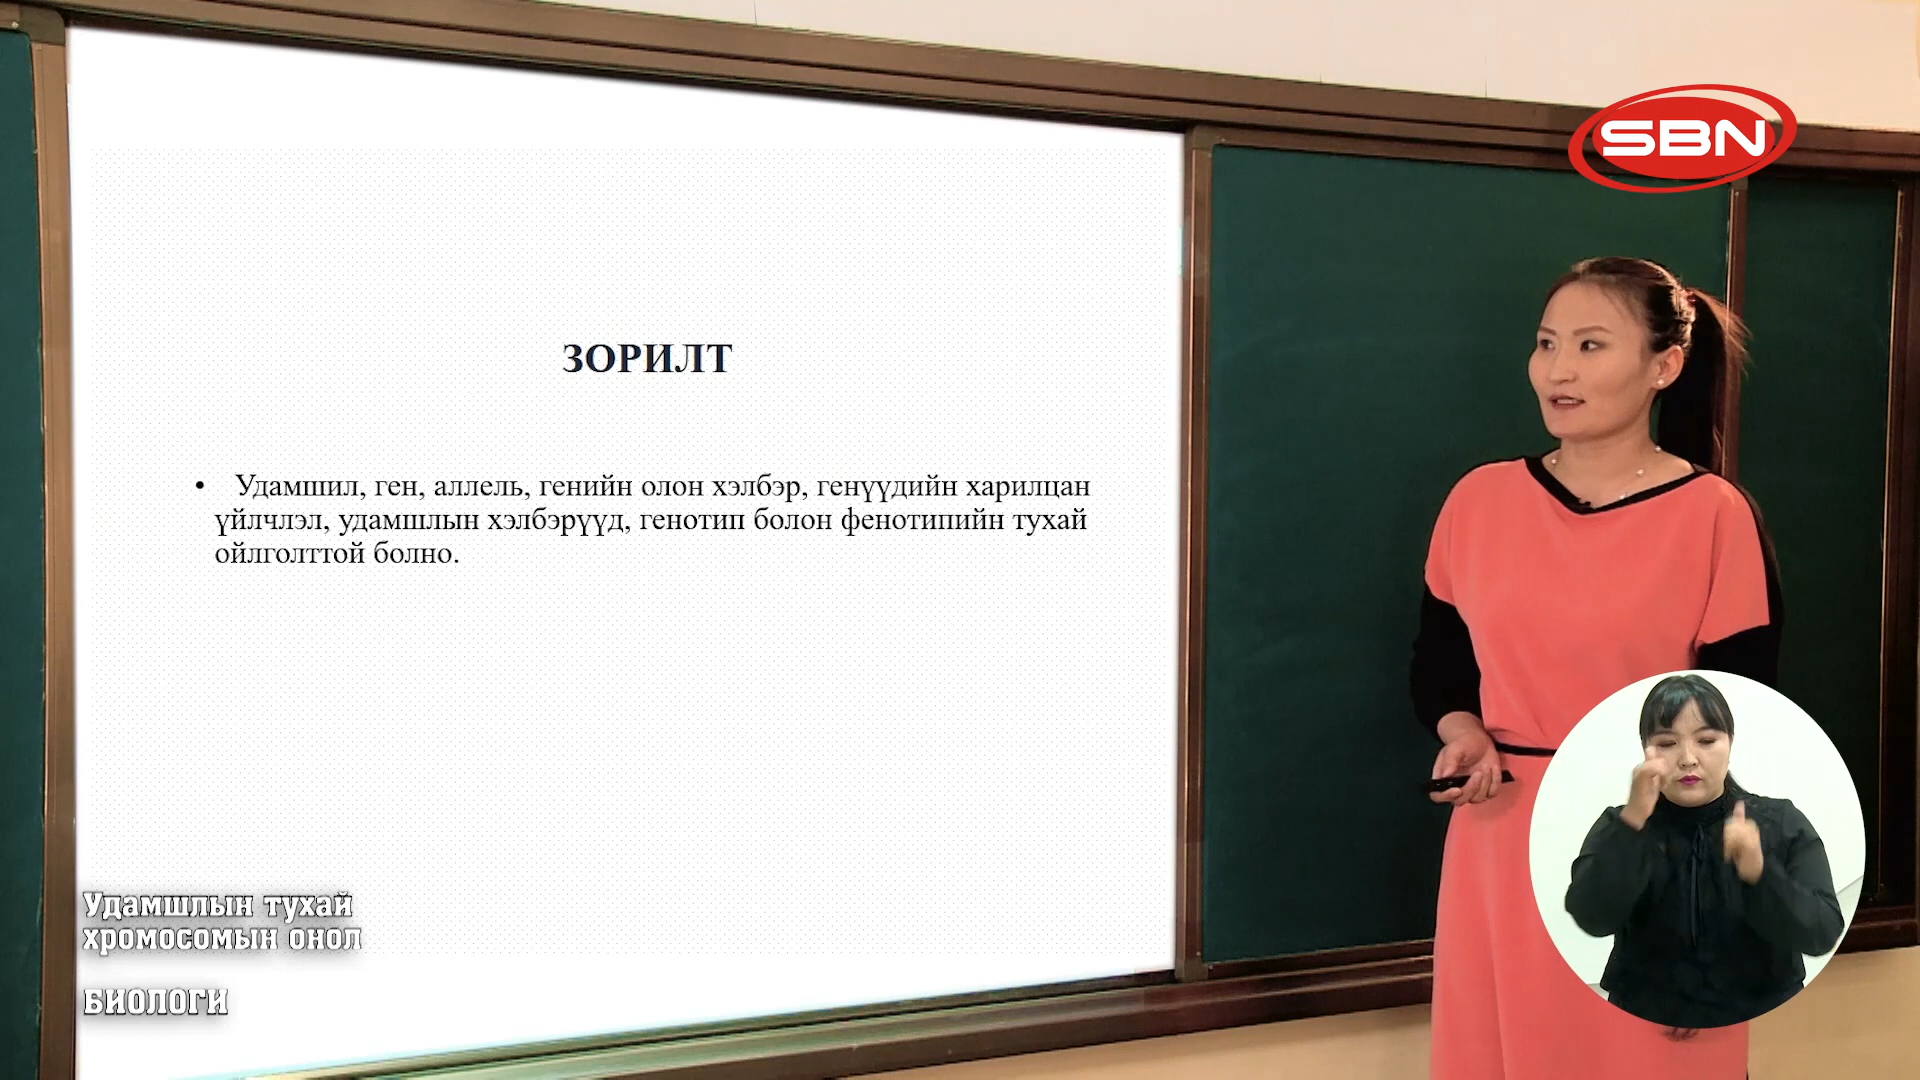 SBN
ЗОРИЛТ
• Удамшил, ген, аллель, генийн олон хэлбэр, генүүдийн харилцан
үйлчлэл, удамшлын хэлбэрүүд, генотип болон фенотипийн тухай
ойлголттой болно.
Удамшлын тухай
хромосомын онол
БИОЛОГИ